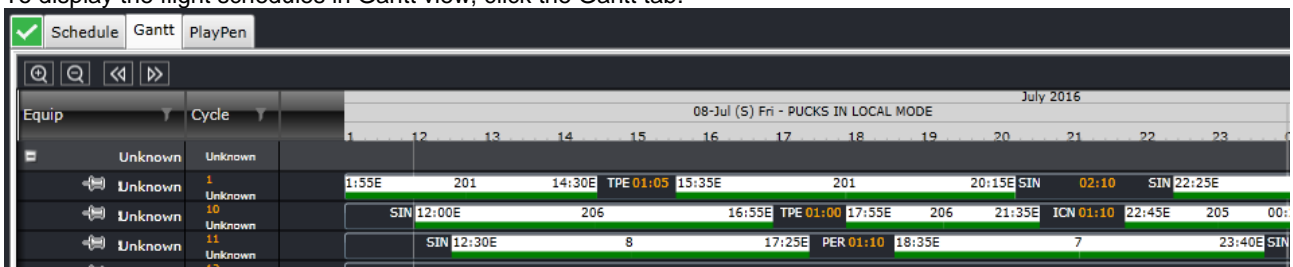 To display the flight schedules in Gantt view, click the Gantt tab.
Schedule Gantt PlayPen
July 2016
Equip Cycle 08-Jul (S) Fri - PUCKS IN LOCAL MODE
1 12 13 14 15 16 17 18 19 20 21 22 23
Unknown Unknown
Unknown 1 Unknown 1:55E 201 14:30E TPE 01:05 15:35E 201 20:15E SIN 02:10 SIN 22:25E
Unknown 10 Unknown SIN 12:00E 206 16:55E TPE 01:00 17:55E 206 21:35E ICN 01:10 22:45E 205 00:
Unknown 11 Unknown SIN 12:30E 8 17:25E PER 01:10 18:35E 7 23:40E SIN